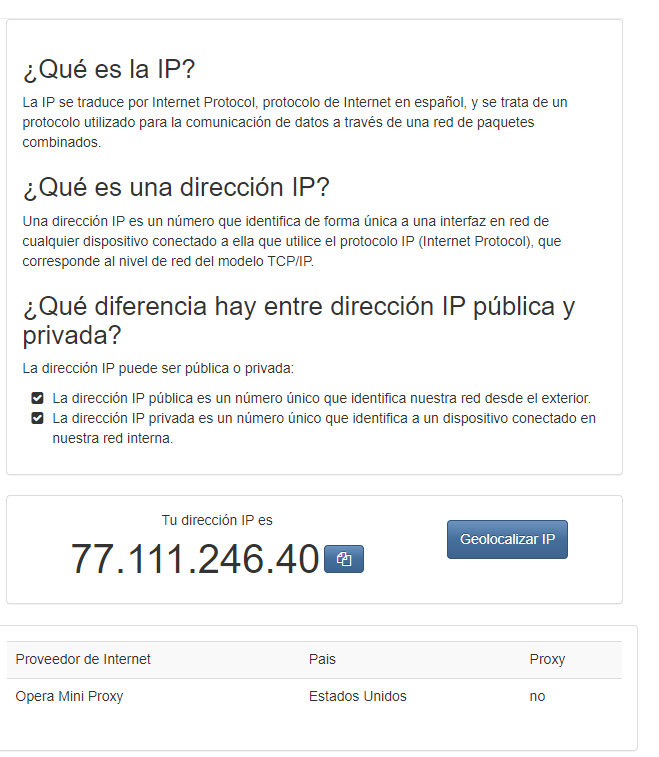 ¿Qué es la IP?
La IP se traduce por Internet Protocol, protocolo de Internet en español, y se trata de un
protocolo utilizado para la comunicación de datos a través de una red de paquetes
combinados.
¿Qué es una dirección IP?
Una dirección IP es un número que identifica de forma única a una interfaz en red de
cualquier dispositivo conectado a ella que utilice el protocolo IP (Internet Protocol), que
corresponde al nivel de red del modelo TCP/IP.
¿Qué diferencia hay entre dirección IP pública y
privada?
La dirección IP puede ser pública o privada:
La dirección IP pública es un número único que identifica nuestra red desde el exterior.
La dirección IP privada es un número único que identifica a un dispositivo conectado en
nuestra red interna.
Tu dirección IP es
77.111.246.40
Geolocalizar IP
Proveedor de Internet Pais Proxy
Opera Mini Proxy Estados Unidos no